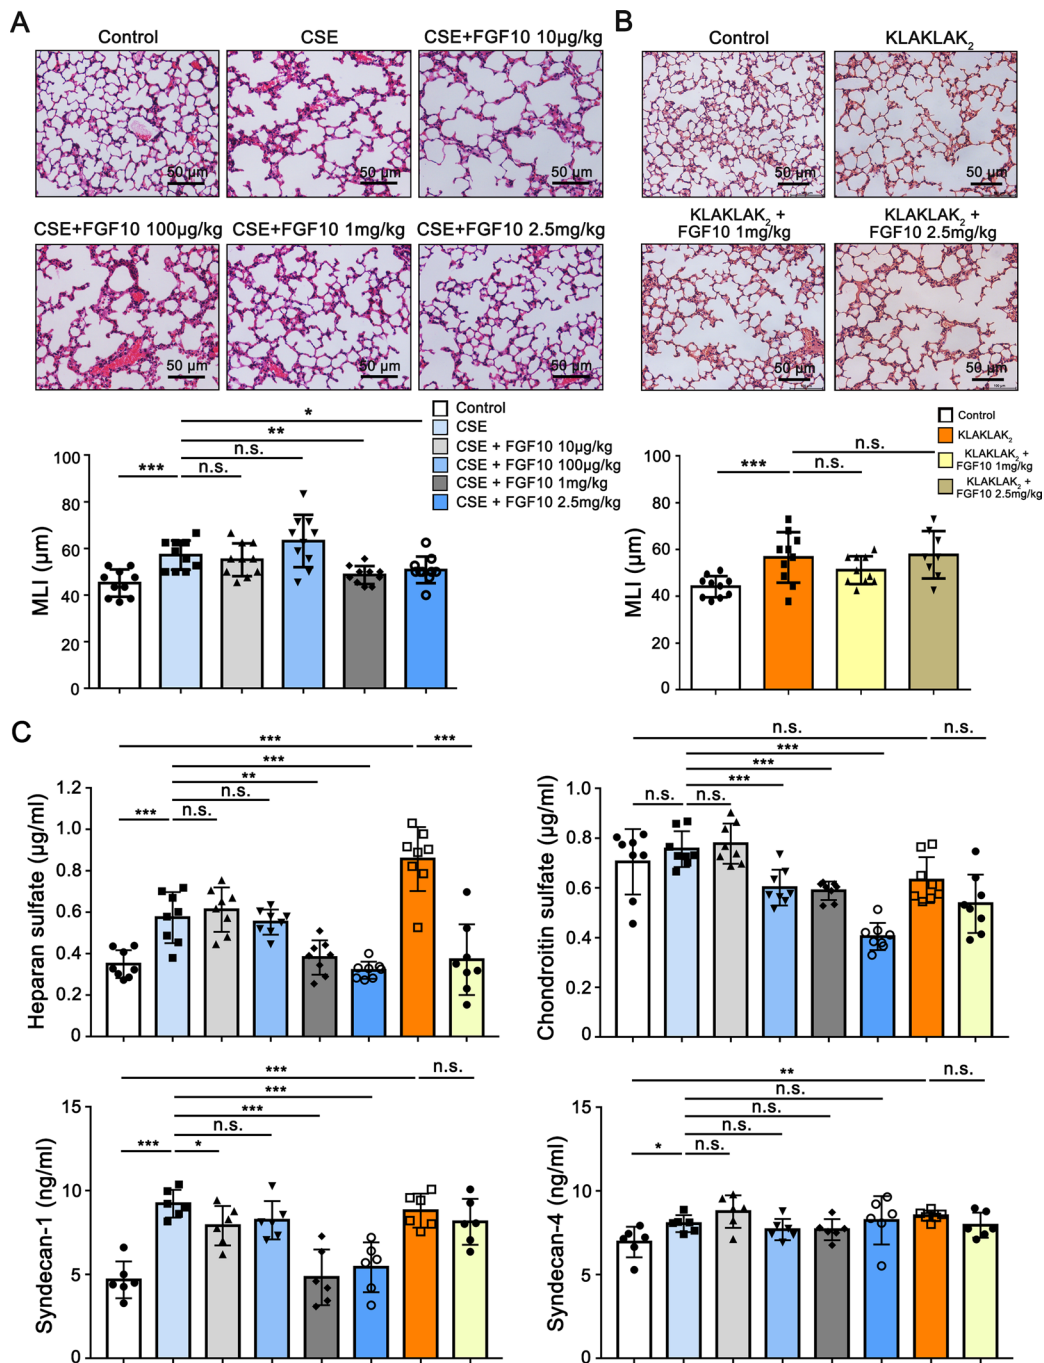 A
B
Control
CSE
CSE+FGF10 10µg/kg
Control
KLAKLAK₂
50 µm
50 µm
50 µm
50 µm
50 µm
CSE+FGF10 100µg/kg
CSE+FGF10 1mg/kg
CSE+FGF10 2.5mg/kg
KLAKLAK₂ +
FGF10 1mg/kg
KLAKLAK₂ +
FGF10 2.5mg/kg
50 µm
50 µm
50 µm
50 µm
50 µm
Control
CSE
CSE + FGF10 10µg/kg
CSE + FGF10 100µg/kg
CSE + FGF10 1mg/kg
CSE + FGF10 2.5mg/kg
*
**
n.s.
*** n.s.
MLI (µm)
100
80
60
40
20
0
Control
KLAKLAK₂
KLAKLAK₂ +
FGF10 1mg/kg
KLAKLAK₂ +
FGF10 2.5mg/kg
n.s.
*** n.s.
MLI (µm)
100
80
60
40
20
0
C
*** ***
***
**
n.s.
*** n.s.
Heparan sulfate (µg/ml)
1.2
1.0
0.8
0.6
0.4
0.2
0
n.s. n.s.
***
***
***
n.s. n.s.
Chondroitin sulfate (µg/ml)
1.0
0.8
0.6
0.4
0.2
0
*** n.s.
***
***
n.s.
*** *
Syndecan-1 (ng/ml)
15
10
5
0
** n.s.
n.s.
n.s.
n.s.
* n.s.
Syndecan-4 (ng/ml)
15
10
5
0